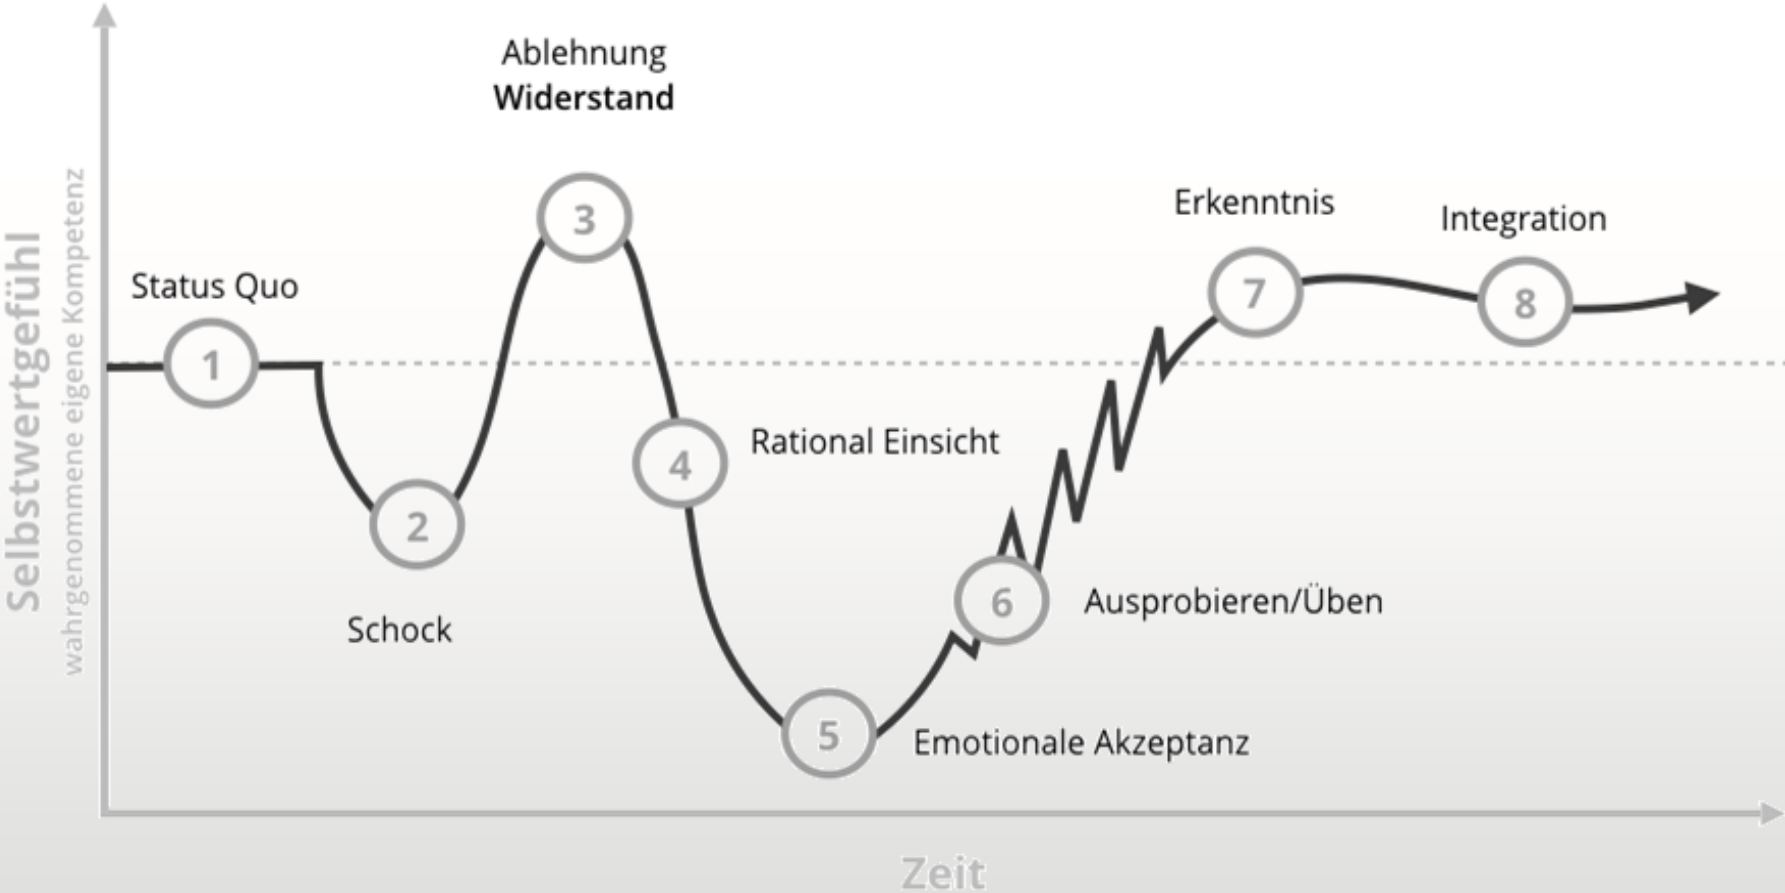 Ablehnung
Widerstand
Status Quo
Schock
Rational Einsicht
Emotionale Akzeptanz
Ausprobieren/Üben
Erkenntnis
Integration
1
2
3
4
5
6
7
8
Selbstwertgefühl
wahrgenommene eigene Kompetenz
Zeit